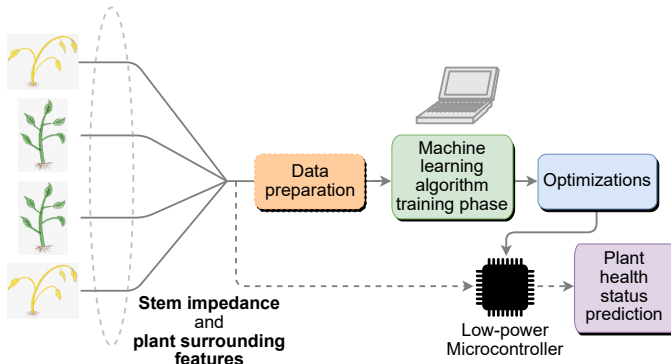 Data
preparation
Machine
learning
algorithm
training phase
Optimizations
Stem impedance
and
plant surrounding
features
Low-power
Microcontroller
Plant
health
status
prediction